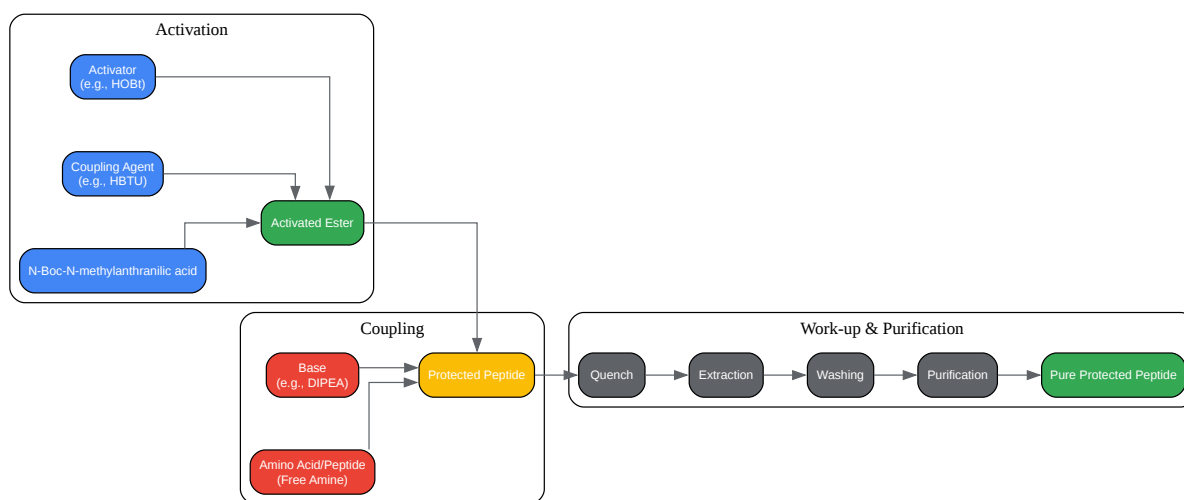 Activation
Activator
(e.g., HOBt)
Coupling Agent
(e.g., HBTU)
Activated Ester
N-Boc-N-methylanthranilic acid
Coupling
Base
(e.g., DIPEA)
Protected Peptide
Amino Acid/Peptide
(Free Amine)
Work-up & Purification
Quench
Extraction
Washing
Purification
Pure Protected Peptide